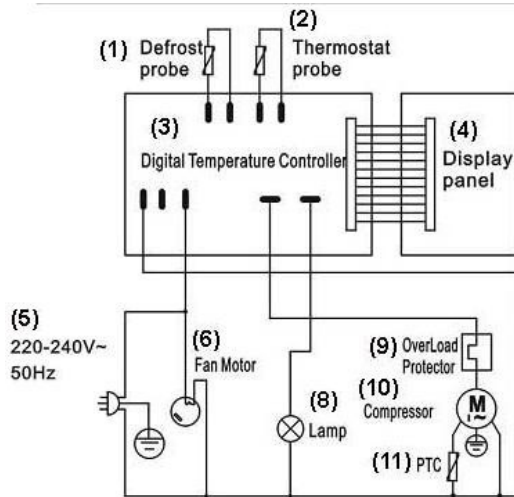 (1) Defrost
probe
(2)
Thermostat
probe
(3)
Digital Temperature Controller
(4)
Display
panel
(5)
220-240V~
50Hz
(6)
Fan Motor
(8)
Lamp
(9) OverLoad
Protector
(10)
Compressor
M
~
(11) PTC